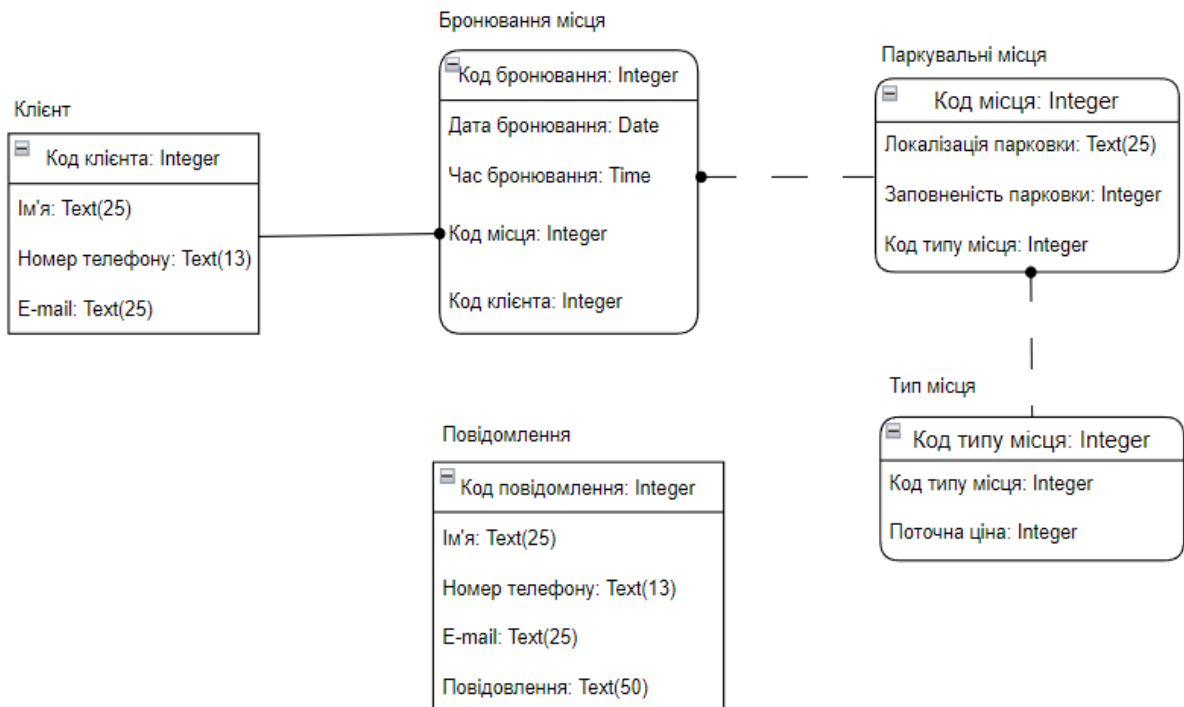 Клієнт
Код клієнта: Integer
Ім'я: Text(25)
Номер телефону: Text(13)
E-mail: Text(25)
Бронювання місця
Код бронювання: Integer
Дата бронювання: Date
Час бронювання: Time
Код місця: Integer
Код клієнта: Integer
Паркувальні місця
Код місця: Integer
Локалізація парковки: Text(25)
Заповненість парковки: Integer
Код типу місця: Integer
Тип місця
Код типу місця: Integer
Код типу місця: Integer
Поточна ціна: Integer
Повідомлення
Код повідомлення: Integer
Ім'я: Text(25)
Номер телефону: Text(13)
E-mail: Text(25)
Повідовлення: Text(50)